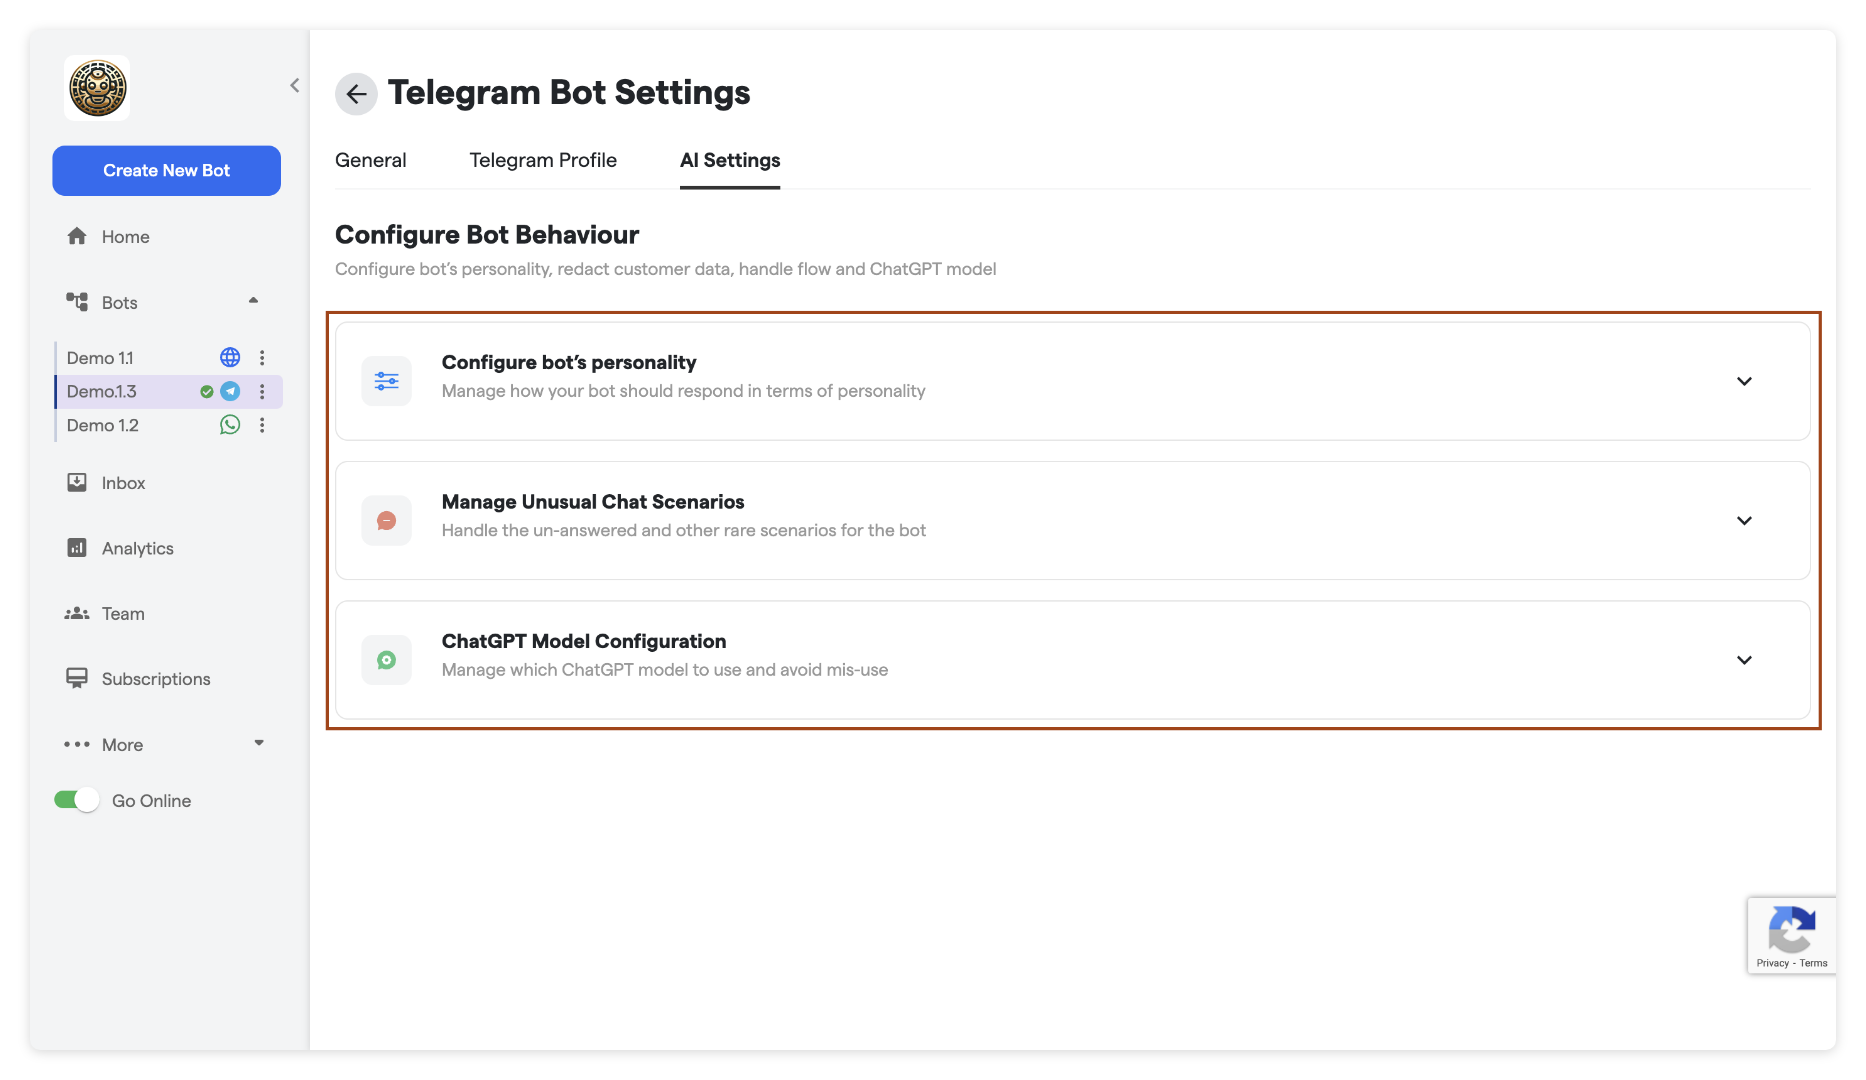 Create New Bot
Home
Bots
Demo 1.1
Demo.1.3
Demo 1.2
Inbox
Analytics
Team
Subscriptions
More
Go Online
Telegram Bot Settings
General
Telegram Profile
AI Settings
Configure Bot Behaviour
Configure bot's personality, redact customer data, handle flow and ChatGPT model
Configure bot's personality
Manage how your bot should respond in terms of personality
Manage Unusual Chat Scenarios
Handle the un-answered and other rare scenarios for the bot
ChatGPT Model Configuration
Manage which ChatGPT model to use and avoid mis-use
Privacy - Terms